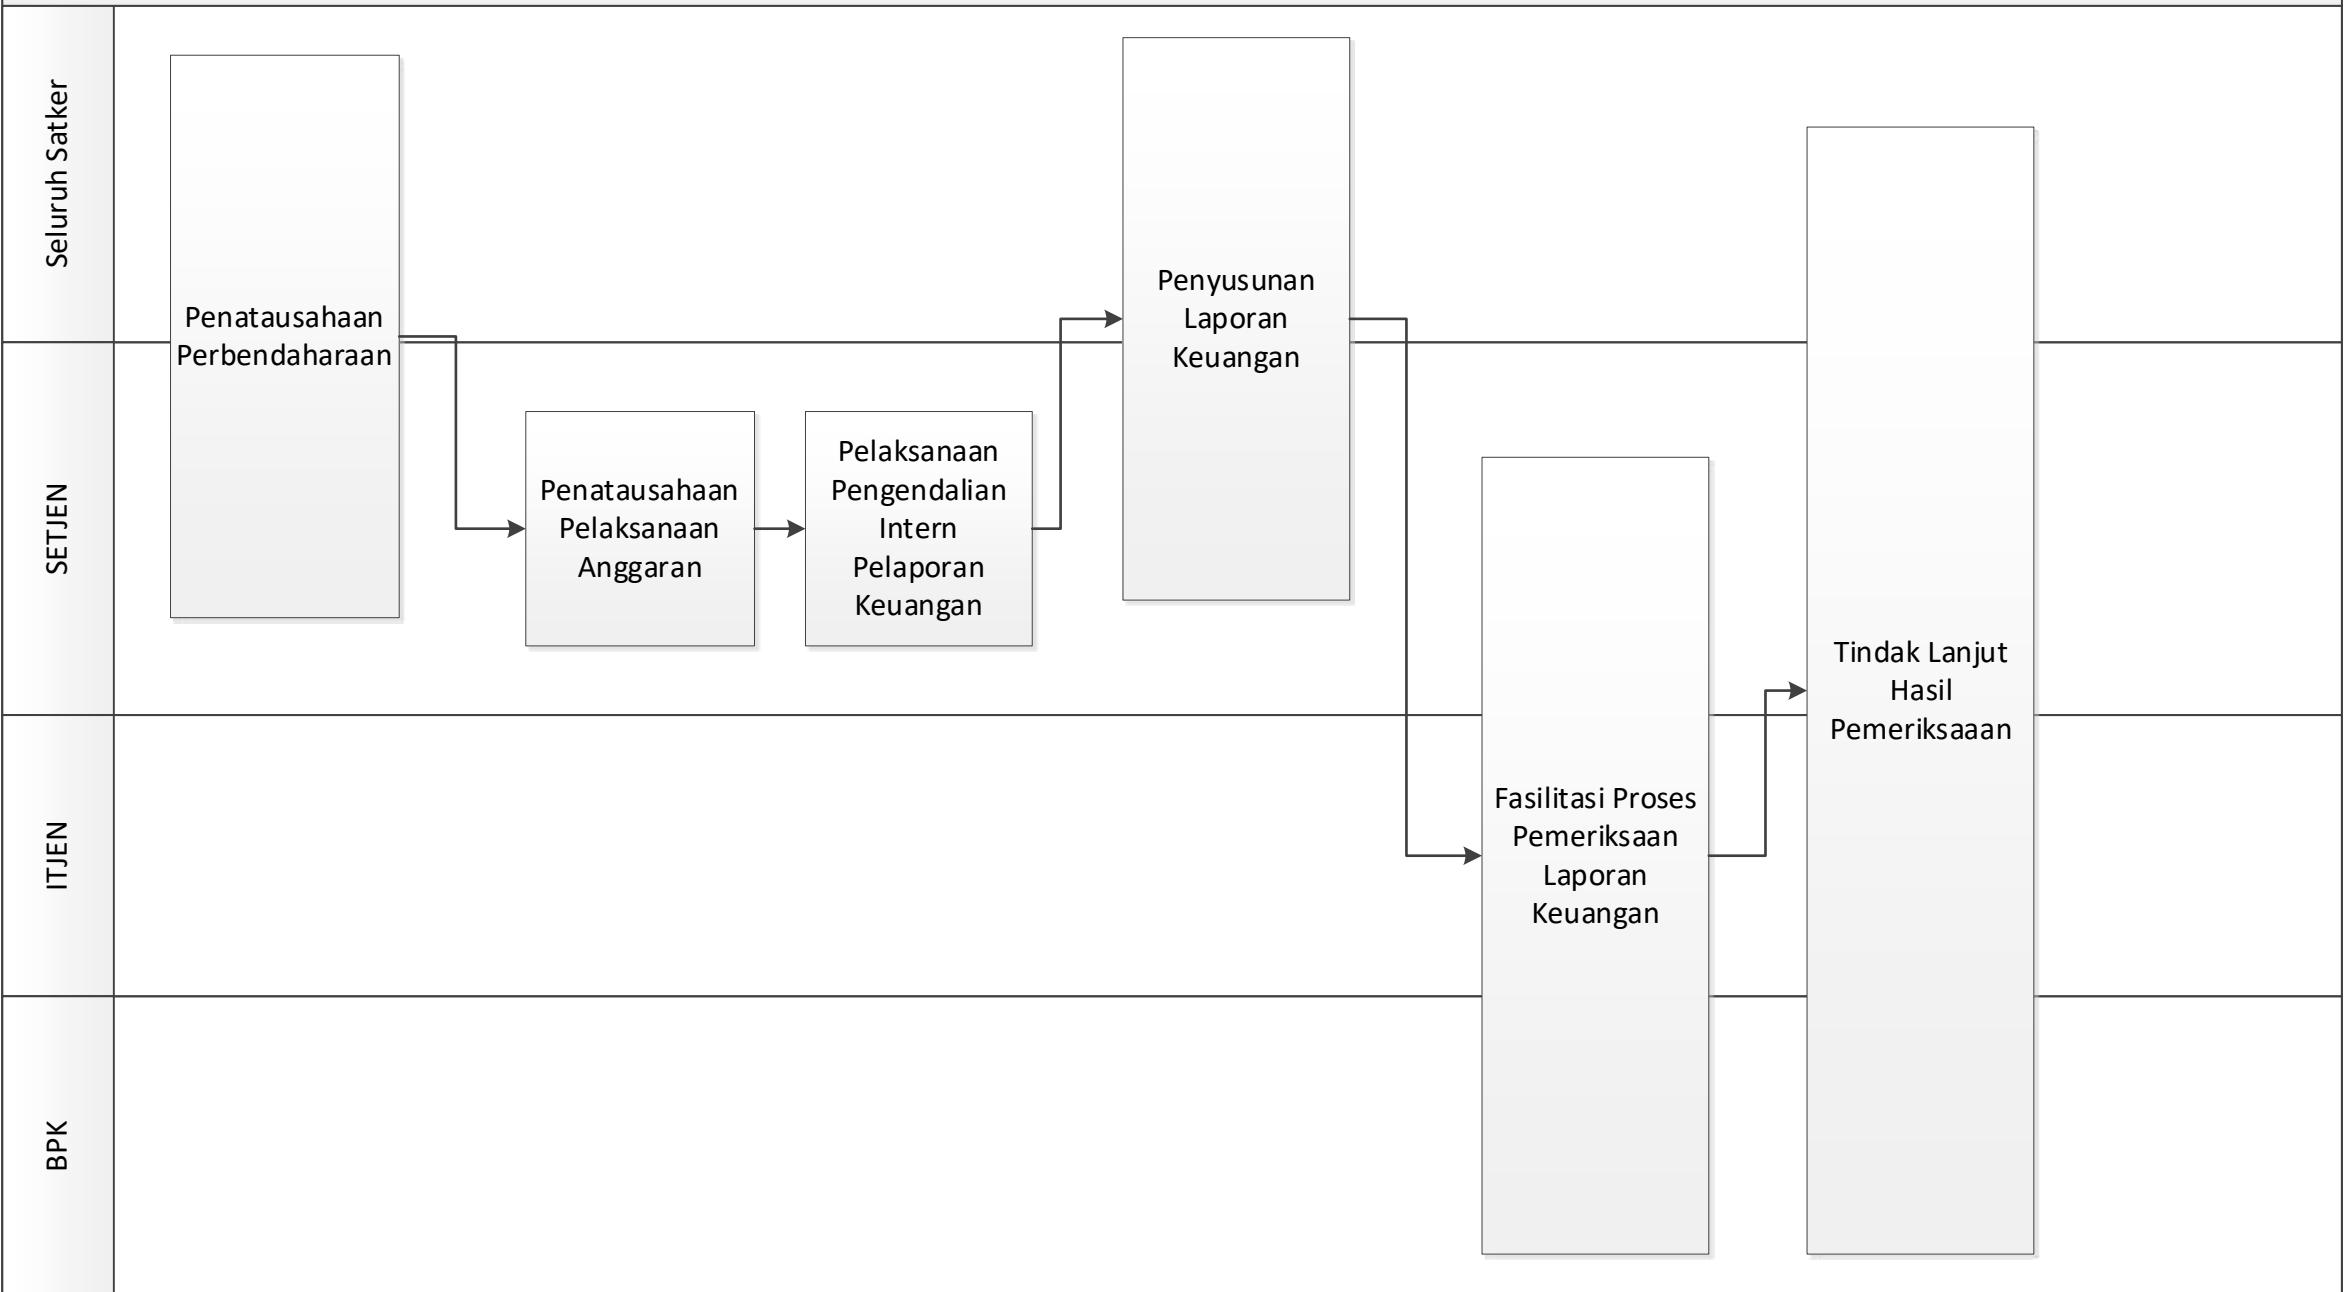 Seluruh Satker
Penatausahaan
Perbendaharaan
Penyusunan
Laporan
Keuangan
SETJEN
Penatausahaan
Pelaksanaan
Anggaran
Pelaksanaan
Pengendalian
Intern
Pelaporan
Keuangan
ITJEN
Fasilitasi Proses
Pemeriksaan
Laporan
Keuangan
Tindak Lanjut
Hasil
Pemeriksaaan
BPK